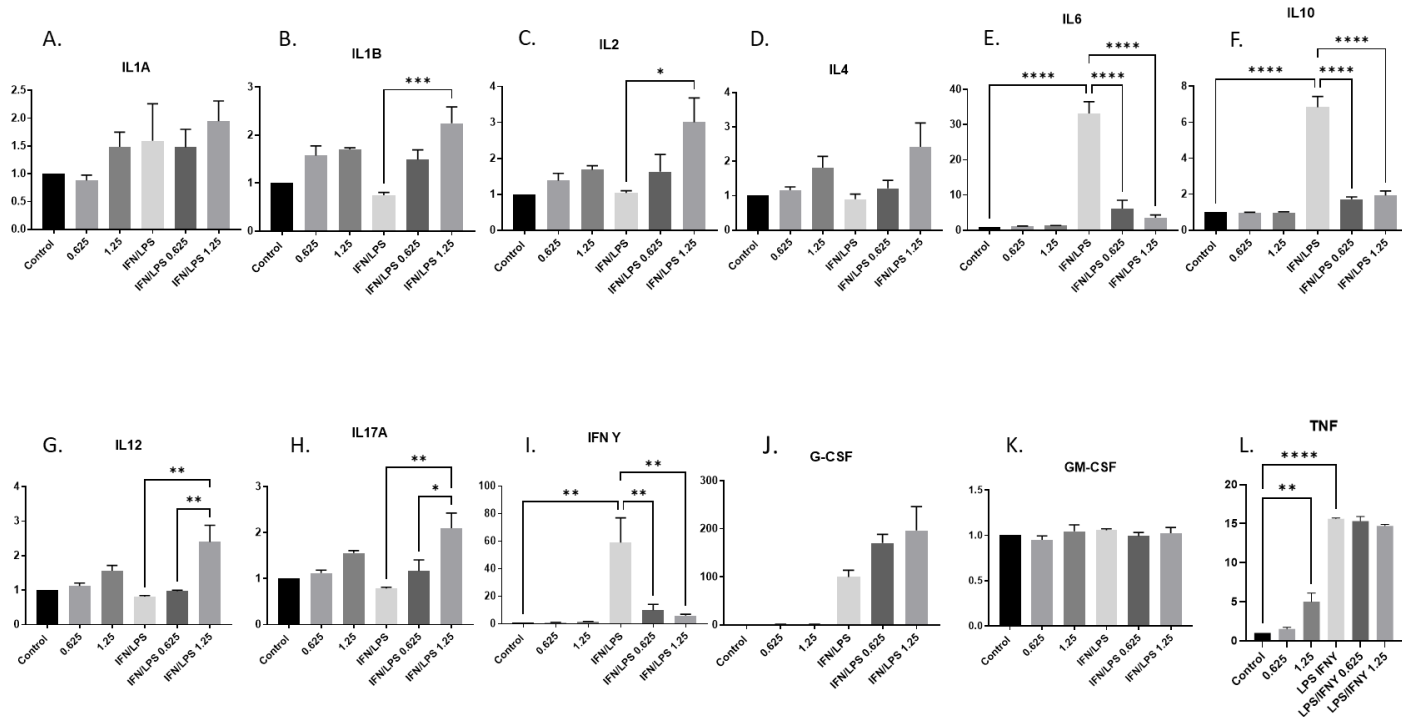 A.
IL1A
2.5
2.0
1.5
1.0
0.5
0.0
Control
0.625
1.25
IFN/LPS
IFN/LPS 0.625
IFN/LPS 1.25
B.
IL1B
***
3
2
1
0
Control
0.625
1.25
IFN/LPS
IFN/LPS 0.625
IFN/LPS 1.25
C.
IL2
*
4
3
2
1
0
Control
0.625
1.25
IFN/LPS
IFN/LPS 0.625
IFN/LPS 1.25
D.
IL4
4
3
2
1
0
Control
0.625
1.25
IFN/LPS
IFN/LPS 0.625
IFN/LPS 1.25
E.
IL6
****
**** ****
40
30
20
10
0
Control
0.625
1.25
IFN/LPS
IFN/LPS 0.625
IFN/LPS 1.25
F.
IL10
****
**** ****
8
6
4
2
0
Control
0.625
1.25
IFN/LPS
IFN/LPS 0.625
IFN/LPS 1.25
G.
IL12
**
**
4
3
2
1
0
Control
0.625
1.25
IFN/LPS
IFN/LPS 0.625
IFN/LPS 1.25
H.
IL17A
**
*
3
2
1
0
Control
0.625
1.25
IFN/LPS
IFN/LPS 0.625
IFN/LPS 1.25
I.
IFN Y
**
** **
100
80
60
40
20
0
Control
0.625
1.25
IFN/LPS
IFN/LPS 0.625
IFN/LPS 1.25
J.
G-CSF
300
200
100
0
Control
0.625
1.25
IFN/LPS
IFN/LPS 0.625
IFN/LPS 1.25
K.
GM-CSF
1.5
1.0
0.5
0.0
Control
0.625
1.25
IFN/LPS
IFN/LPS 0.625
IFN/LPS 1.25
L.
TNF
****
**
20
15
10
5
0
Control
0.625
1.25
LPS IFNY
LPS/IFNY 0.625
LPS/IFNY 1.25